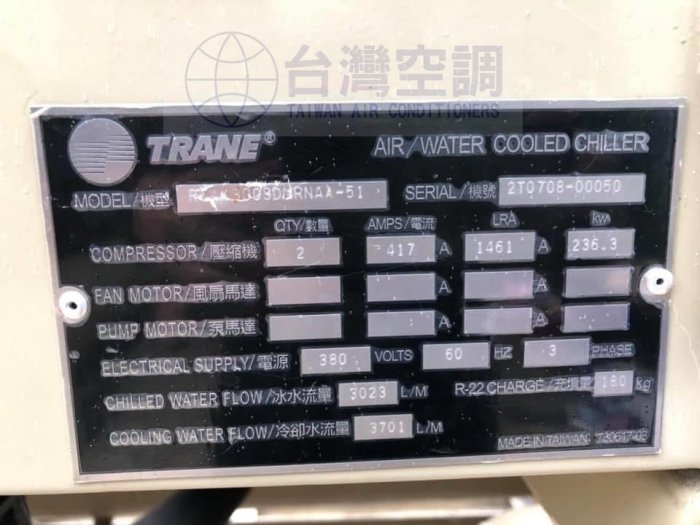 台灣空調
TAIWAN AIR CONDITIONERS
TRANE® AIR/WATER COOLED CHILLER
MODEL/機型 SERIAL/機號 2T0708-00050
QTY/數量 AMPS/電流 LRA kw
COMPRESSOR/壓縮機 2 417 A 1461 A 236.3
FAN MOTOR/風扇馬達 A A
PUMP MOTOR/泵馬達 A A
ELECTRICAL SUPPLY/電源 380 VOLTS 60 HZ 3 PHASE
CHILLED WATER FLOW/冰水流量 3023 L/M R-22 CHARGE/充填量 180 kg
COOLING WATER FLOW/冷卻水流量 3701 L/M
MADE IN TAIWAN